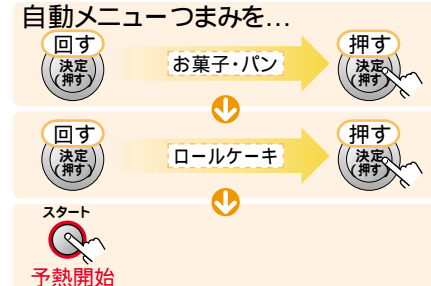 自動メニューつまみを…
回す
決定
(押す)
お菓子・パン
押す
決定
(押す)
回す
決定
(押す)
ロールケーキ
押す
決定
(押す)
スタート
予熱開始